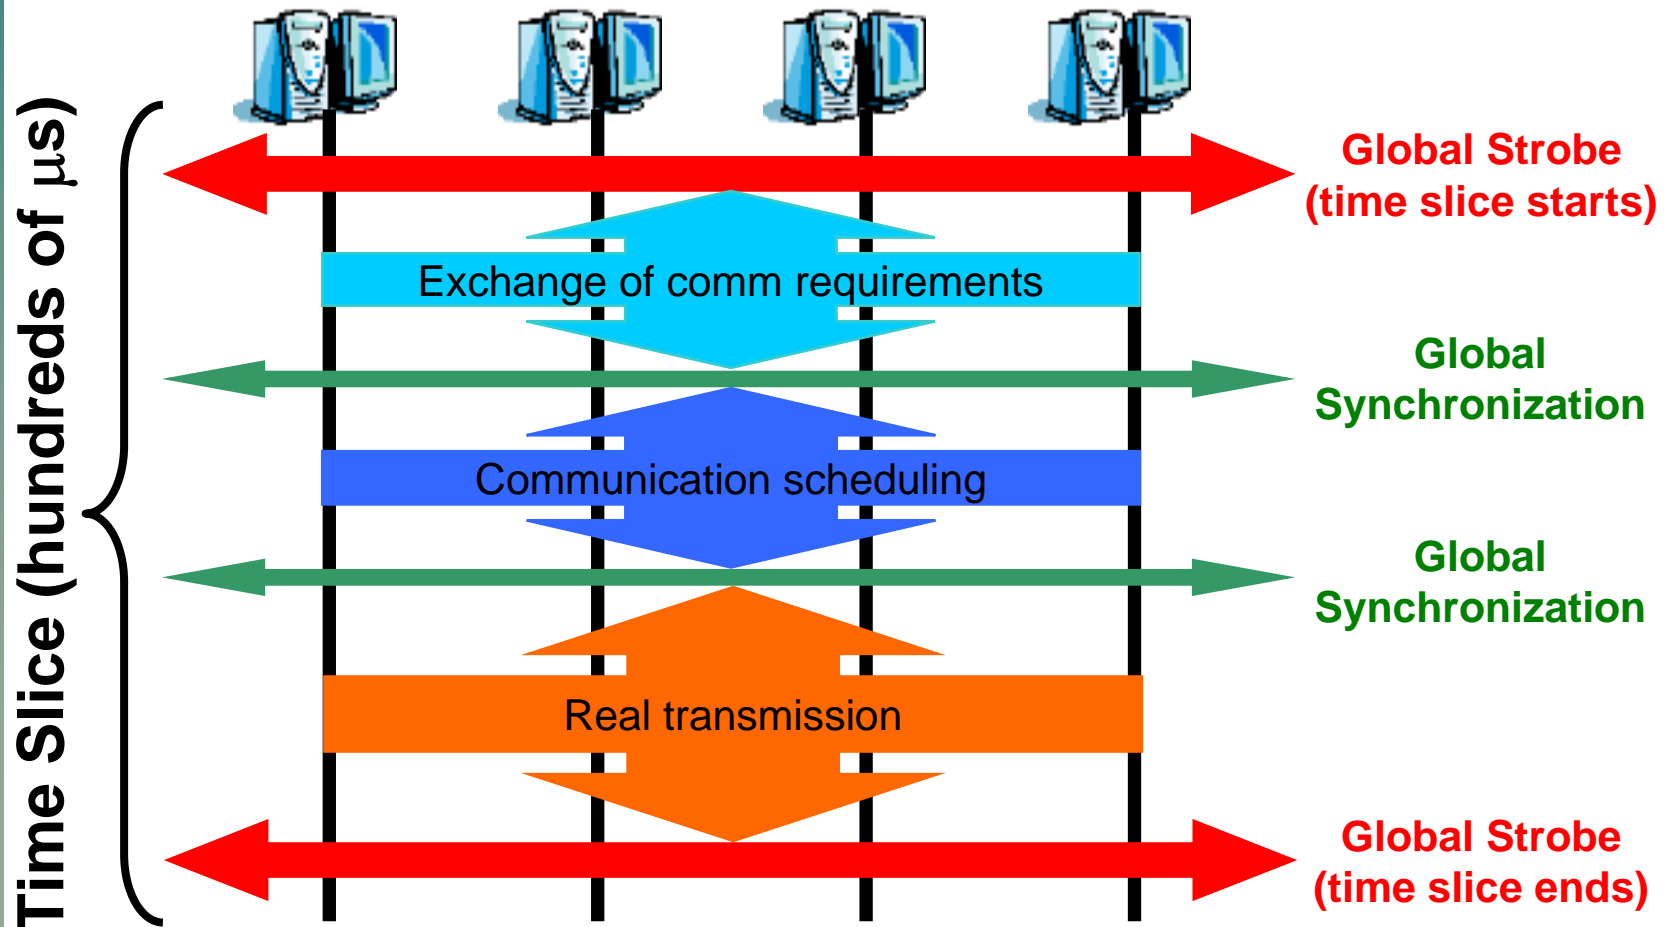 Time Slice (hundreds of μs)
Global Strobe
(time slice starts)
Exchange of comm requirements
Global
Synchronization
Communication scheduling
Global
Synchronization
Real transmission
Global Strobe
(time slice ends)